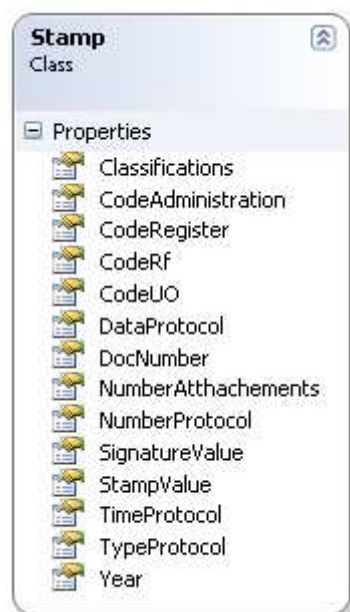 Stamp
Class
Properties
Classifications
CodeAdministration
CodeRegister
CodeRf
CodeUO
DataProtocol
DocNumber
NumberAtthachements
NumberProtocol
SignatureValue
StampValue
TimeProtocol
TypeProtocol
Year